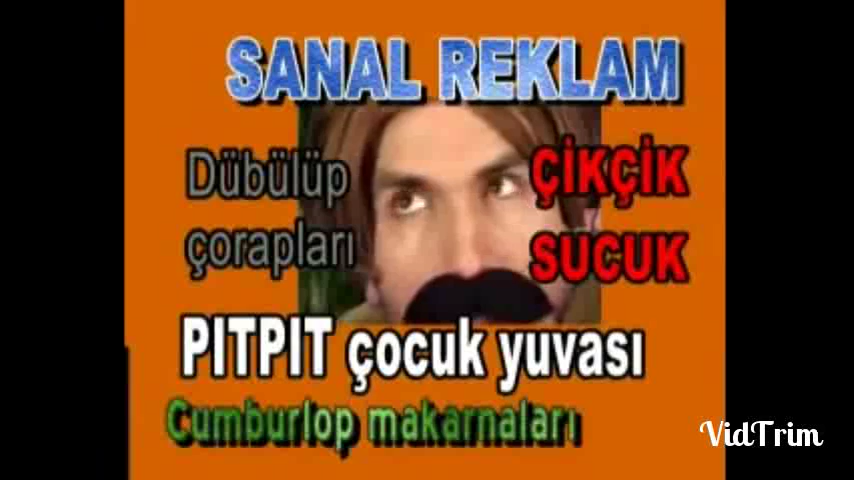 SANAL REKLAM
Dübülüp
çorapları
ÇİKÇİK
SUCUK
PITPIT çocuk yuvası
Cumburlop makarnaları
VidTrim